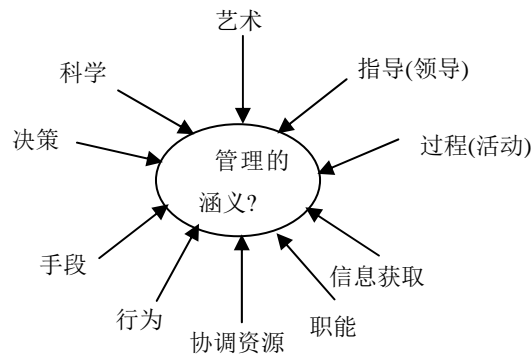 艺术
科学
指导(领导)
决策
过程(活动)
管理的
涵义?
手段
信息获取
行为
职能
协调资源